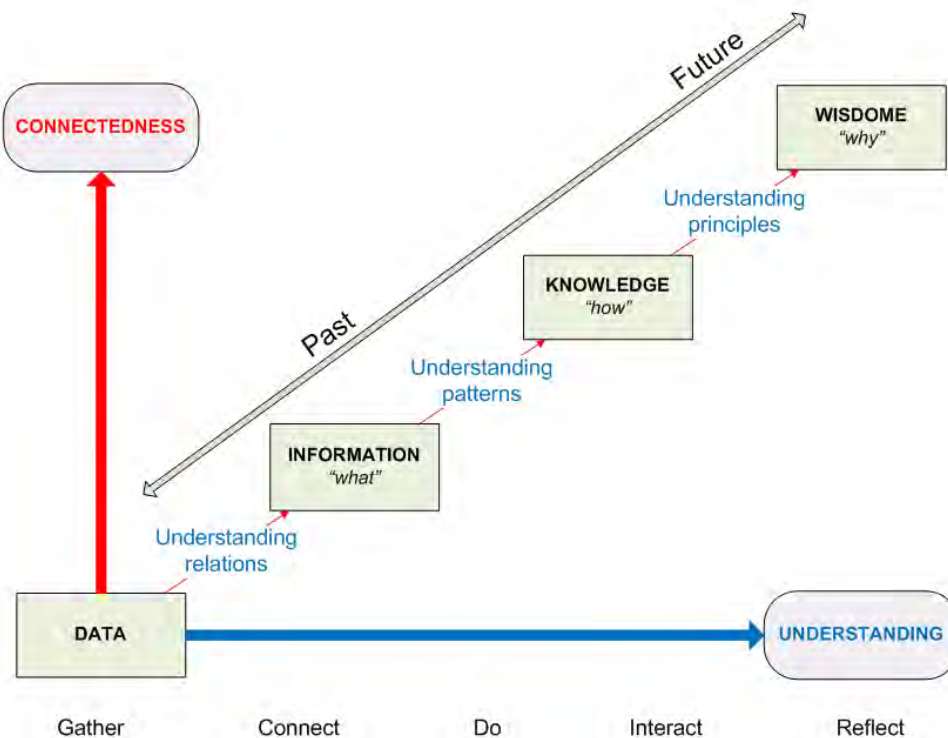 Future
CONNECTEDNESS
WISDOME
“why”
Understanding
principles
KNOWLEDGE
“how”
Past
Understanding
patterns
INFORMATION
“what”
Understanding
relations
DATA
UNDERSTANDING
Gather Connect Do Interact Reflect